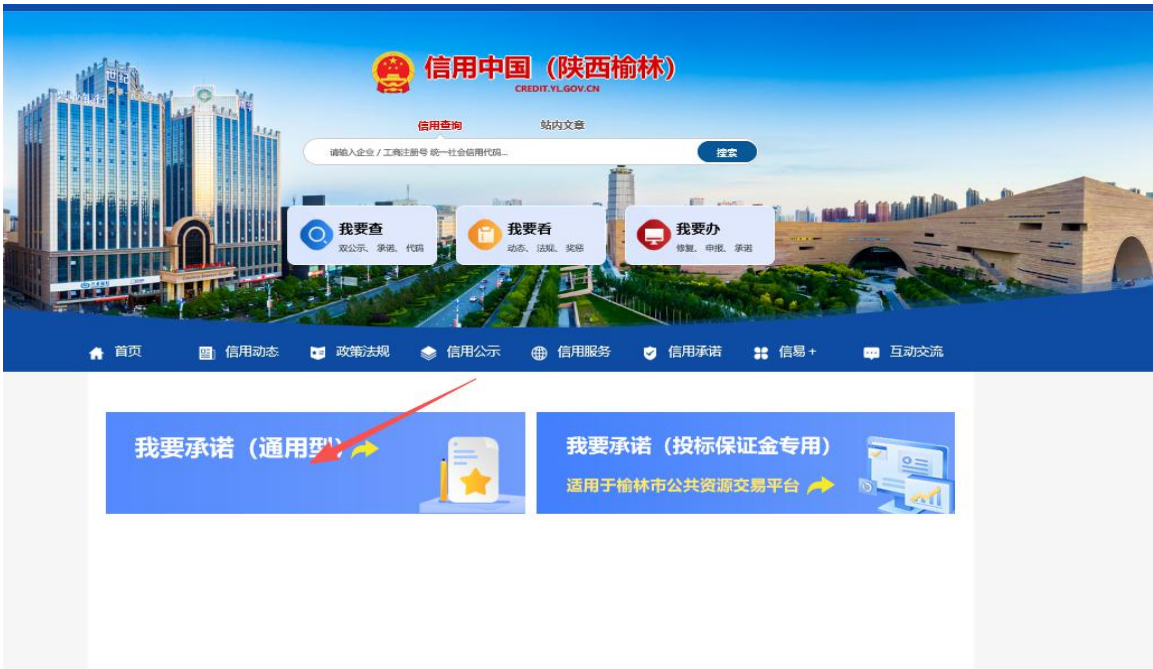 信用中国（陕西榆林）
CREDIT.YL.GOV.CN
信用查询 站内文章
请输入企业 / 工商注册号 统一社会信用代码... 搜索
我要查 我要看 我要办
双公示、承诺、代码 动态、法规、奖惩 修复、申报、承诺
首页 信用动态 政策法规 信用公示 信用服务 信用承诺 信易+ 互动交流
我要承诺（通用型） 我要承诺（投标保证金专用）
适用于榆林市公共资源交易平台